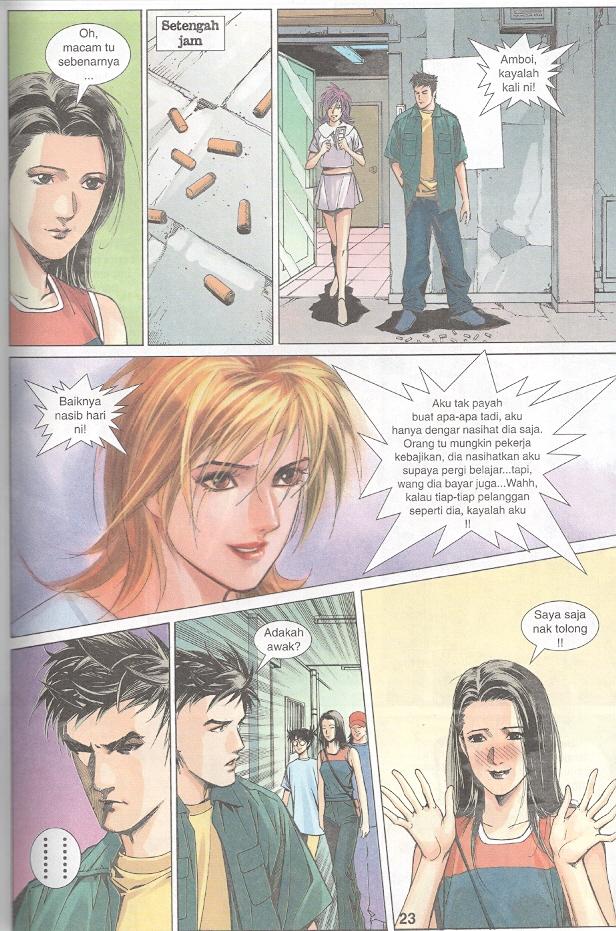 Oh,
macam tu
sebenarnya
...
Setengah
jam
Amboi,
kayalah
kali ni!
Baiknya
nasib hari
ni!
Aku tak payah
buat apa-apa tadi, aku
hanya dengar nasihat dia saja.
Orang tu mungkin pekerja
kebajikan, dia nasihatkan aku
supaya pergi belajar...tapi,
wang dia bayar juga...Wahh,
kalau tiap-tiap pelanggan
seperti dia, kayalah aku
!!
Adakah
awak?
Saya saja
nak tolong
!!
23